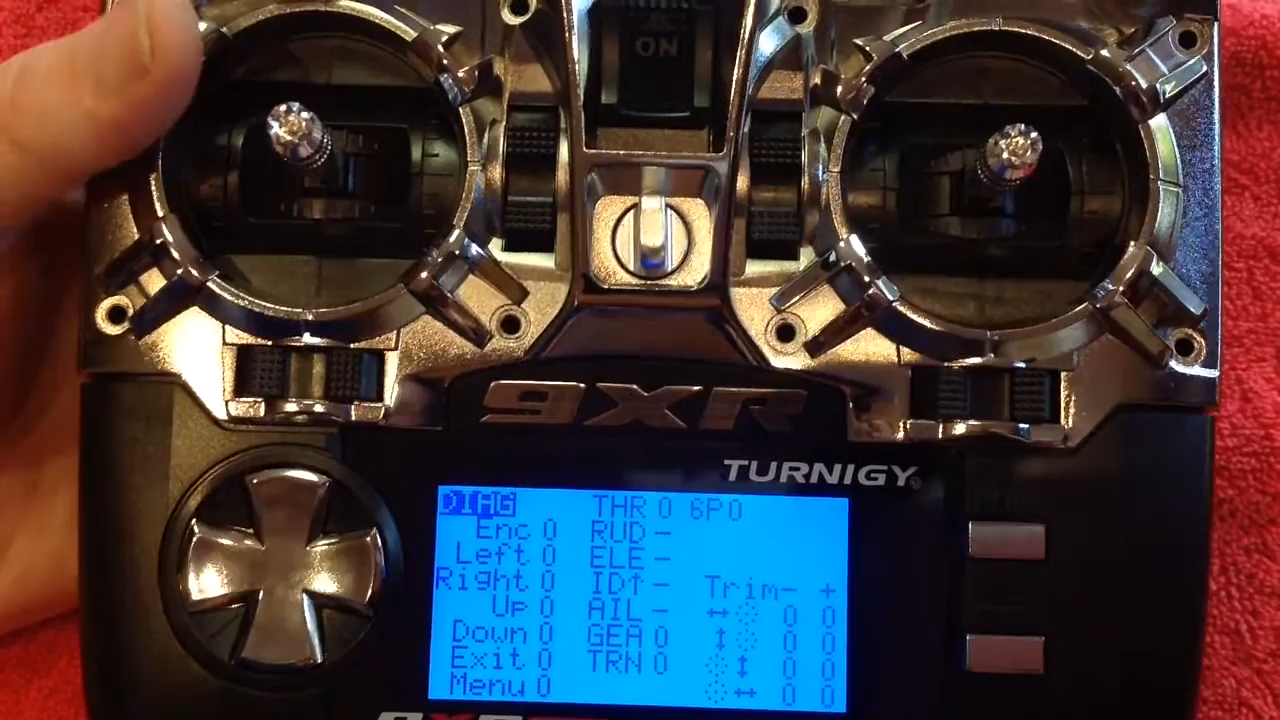 ON
9XR
TURNIGY
DIAG THR 0 6P0
Enc 0 RUD -
Left 0 ELE -
Right 0 ID↑ - Trim- +
Up 0 AIL - ↔ 0 0
Down 0 GEA 0 ↕ 0 0
Exit 0 TRN 0 ↕ 0 0
Menu 0 ↔ 0 0